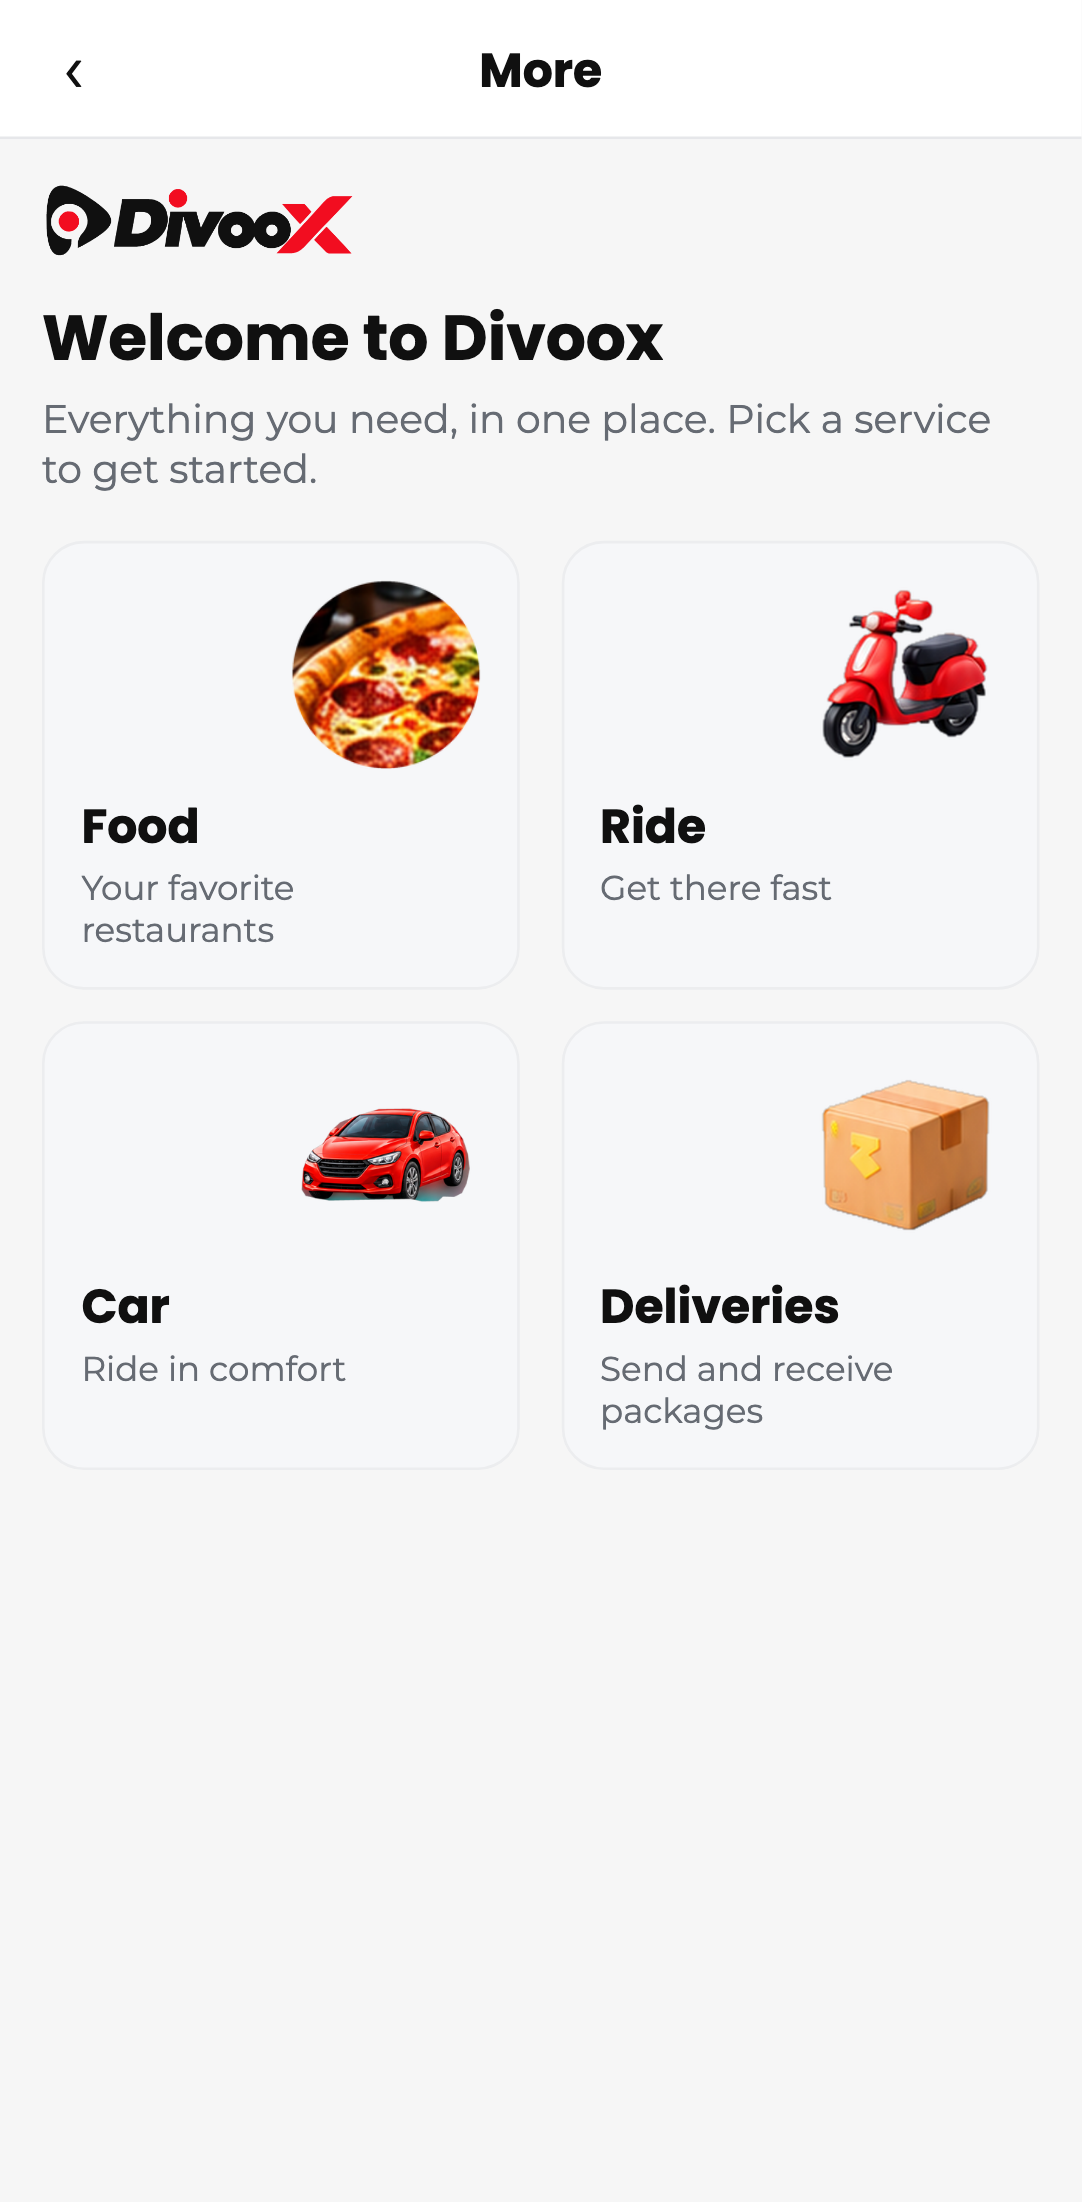 ‹
More
DivooX
Welcome to Divoox
Everything you need, in one place. Pick a service
to get started.
Food
Your favorite
restaurants
Ride
Get there fast
Car
Ride in comfort
Deliveries
Send and receive
packages